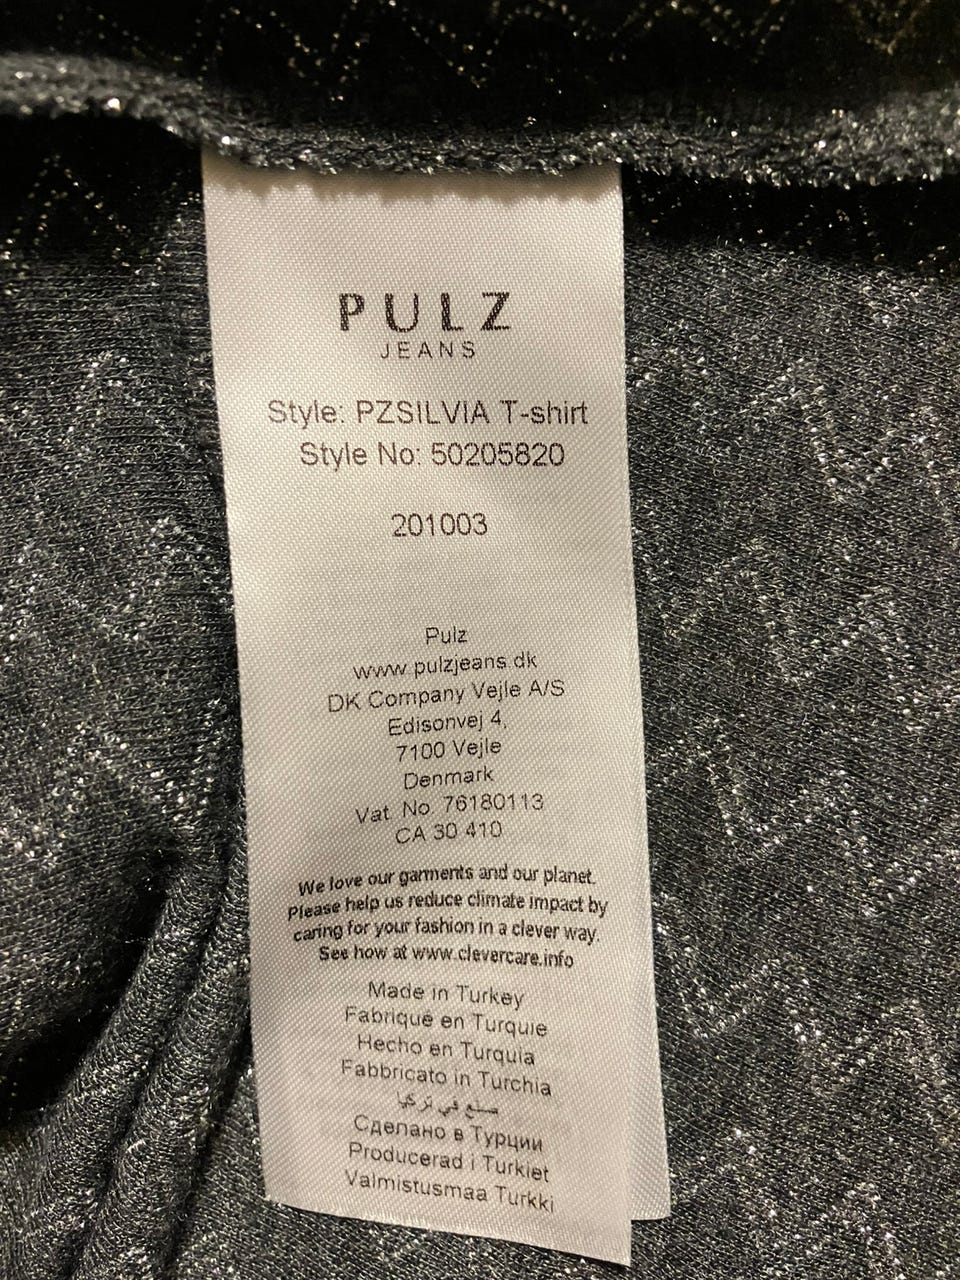 PULZ
JEANS
Style: PZSILVIA T-shirt
Style No: 50205820
201003
Pulz
www.pulzjeans.dk
DK Company Vejle A/S
Edisonvej 4,
7100 Vejle
Denmark
Vat. No. 76180113
CA 30 410
We love our garments and our planet.
Please help us reduce climate impact by
caring for your fashion in a clever way.
See how at www.clevercare.info
Made in Turkey
Fabriqué en Turquie
Hecho en Turquia
Fabbricato in Turchia
صنع في تركيا
Сделано в Турции
Producerad i Turkiet
Valmistusmaa Turkki